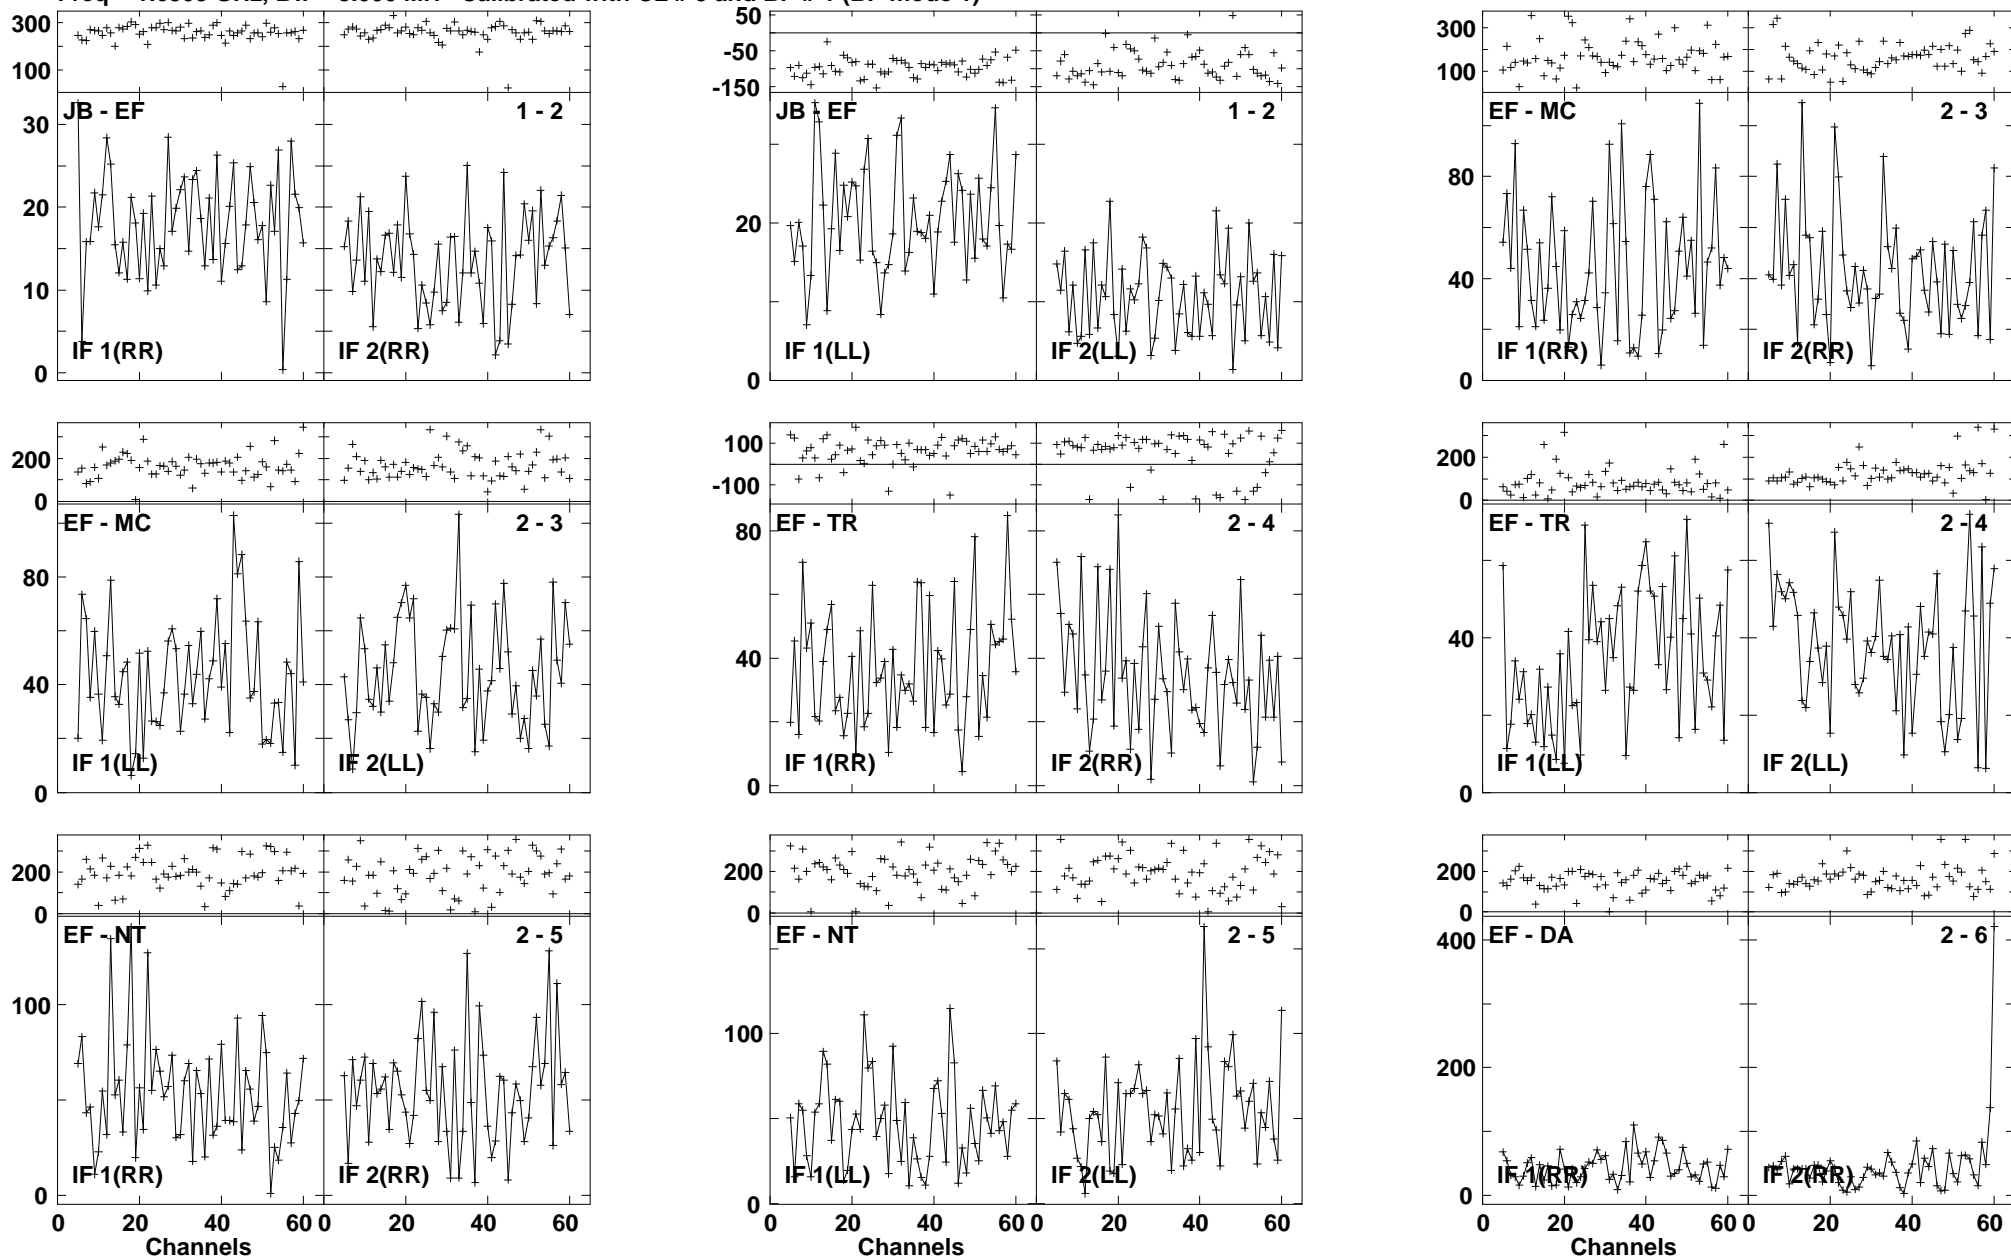 300
100
JB - EF
1 - 2
30
20
10
0
IF 1(RR)
IF 2(RR)
50
-50
-150
JB - EF
1 - 2
20
0
IF 1(LL)
IF 2(LL)
300
100
EF - MC
2 - 3
80
40
0
IF 1(RR)
IF 2(RR)
200
0
EF - MC
2 - 3
80
40
0
IF 1(LL)
IF 2(LL)
100
-100
EF - TR
2 - 4
80
40
0
IF 1(RR)
IF 2(RR)
200
0
EF - TR
2 - 4
40
0
IF 1(LL)
IF 2(LL)
200
0
EF - NT
2 - 5
100
0
IF 1(RR)
IF 2(RR)
0 20 40 60 0 20 40 60
Channels
200
0
EF - NT
2 - 5
100
0
IF 1(LL)
IF 2(LL)
0 20 40 60 0 20 40 60
Channels
200
0
EF - DA
2 - 6
400
200
0
IF 1(RR)
IF 2(RR)
0 20 40 60 0 20 40 60
Channels